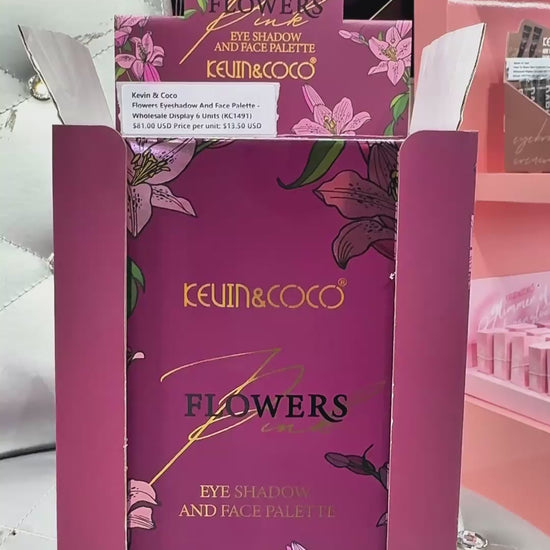 FLOWERS
Pink
EYE SHADOW
AND FACE PALETTE
KEVIN&COCO®
Kevin & Coco
Flowers Eyeshadow And Face Palette -
Wholesale Display 6 Units (KC1491)
$81.00 USD Price per unit: $13.50 USD
KEVIN&COCO®
FLOWERS
Pink
EYE SHADOW
AND FACE PALETTE